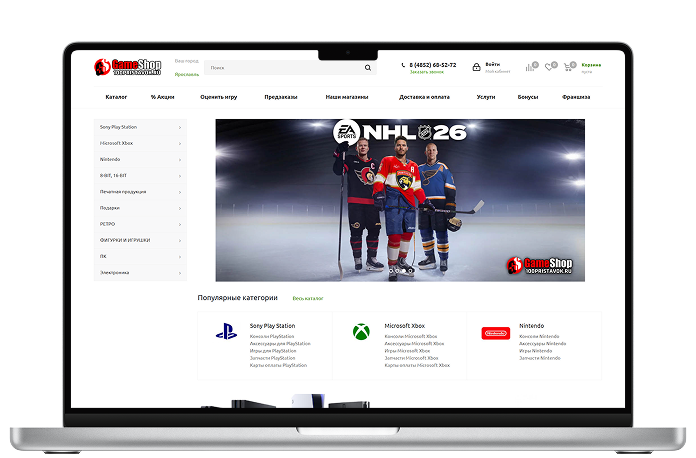 GameShop
100PRISTAVOK.RU
Ваш город
Ярославль
Поиск
8 (4852) 68-52-72
Заказать звонок
Войти
Мой кабинет
0
0
0
Корзина
пуста
Каталог
% Акции
Оценить игру
Предзаказы
Наши магазины
Доставка и оплата
Услуги
Бонусы
Франшиза
Sony Play Station
Microsoft Xbox
Nintendo
8-BIT, 16-BIT
Печатная продукция
Подарки
РЕТРО
ФИГУРКИ И ИГРУШКИ
ПК
Электроника
EA
SPORTS
NHL 26
GameShop
100PRISTAVOK.RU
Популярные категории
Весь каталог
Sony Play Station
Консоли PlayStation
Аксессуары для PlayStation
Игры для PlayStation
Запчасти PlayStation
Карты оплаты PlayStation
Microsoft Xbox
Консоли Microsoft Xbox
Аксессуары Microsoft Xbox
Игры Microsoft Xbox
Запчасти Microsoft Xbox
Карты оплаты Microsoft Xbox
Nintendo
Nintendo
Консоли Nintendo
Аксессуары Nintendo
Игры Nintendo
Запчасти Nintendo